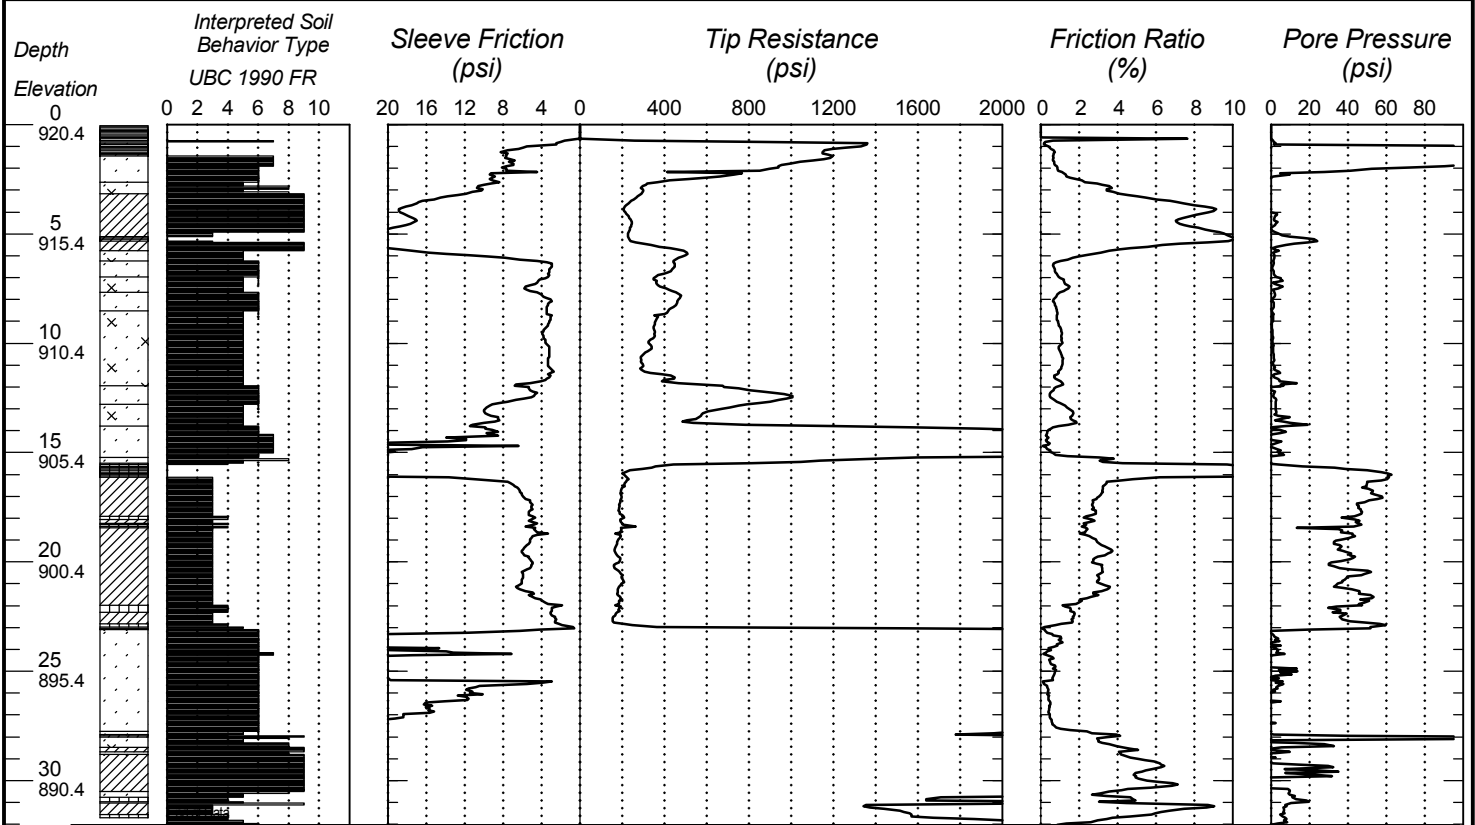 Interpreted Soil
Behavior Type
UBC 1990 FR
Depth
Elevation
Sleeve Friction
(psi)
Tip Resistance
(psi)
Friction Ratio
(%)
Pore Pressure
(psi)
0 2 4 6 8 10
20 16 12 8 4 0
400 800 1200 1600 2000
0 2 4 6 8 10
0 20 40 60 80
0
920.4
5
915.4
10
910.4
15
905.4
20
900.4
25
895.4
30
890.4